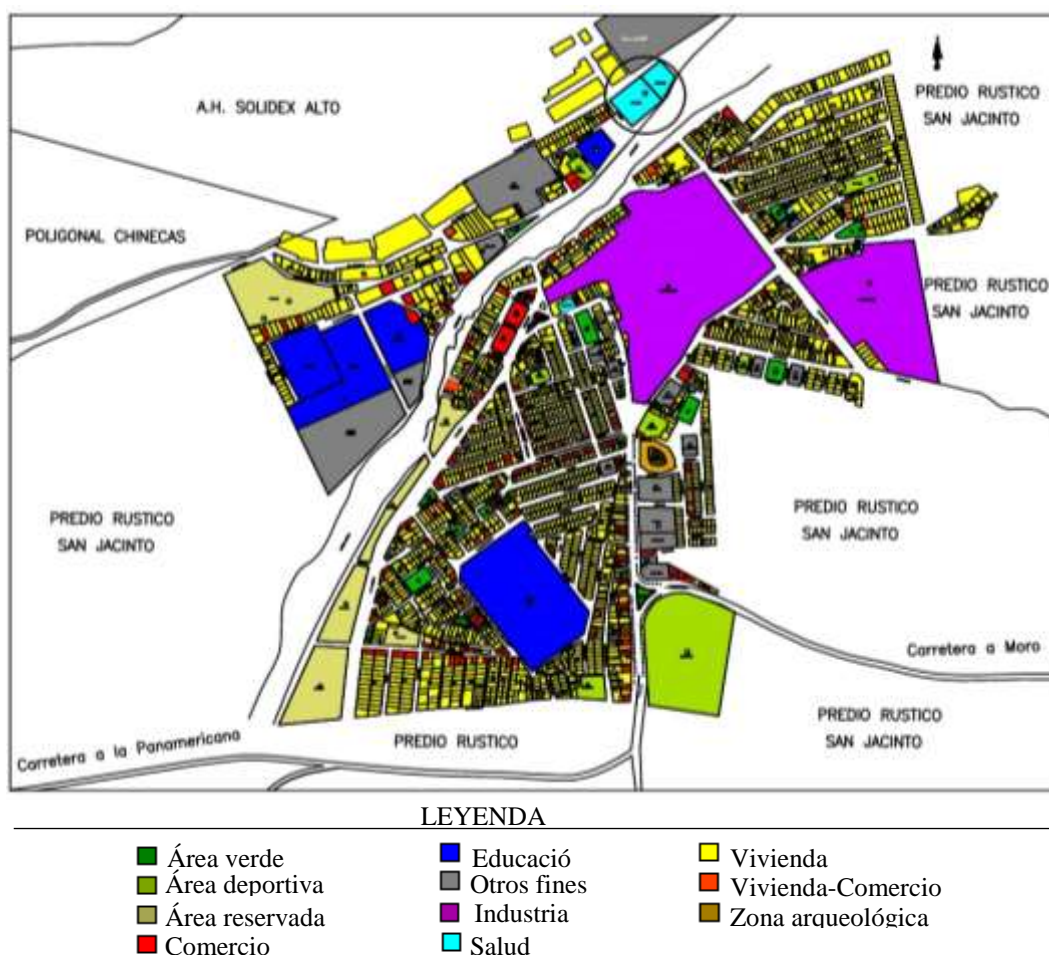 A.H. SOLIDEX ALTO
PREDIO RUSTICO
SAN JACINTO
POLIGONAL CHINECAS
PREDIO RUSTICO
SAN JACINTO
PREDIO RUSTICO
SAN JACINTO
PREDIO RUSTICO
SAN JACINTO
Carretera a Moro
PREDIO RUSTICO
SAN JACINTO
PREDIO RUSTICO
Carretera a la Panamericana
LEYENDA
Área verde
Área deportiva
Área reservada
Comercio
Educació
Otros fines
Industria
Salud
Vivienda
Vivienda-Comercio
Zona arqueológica